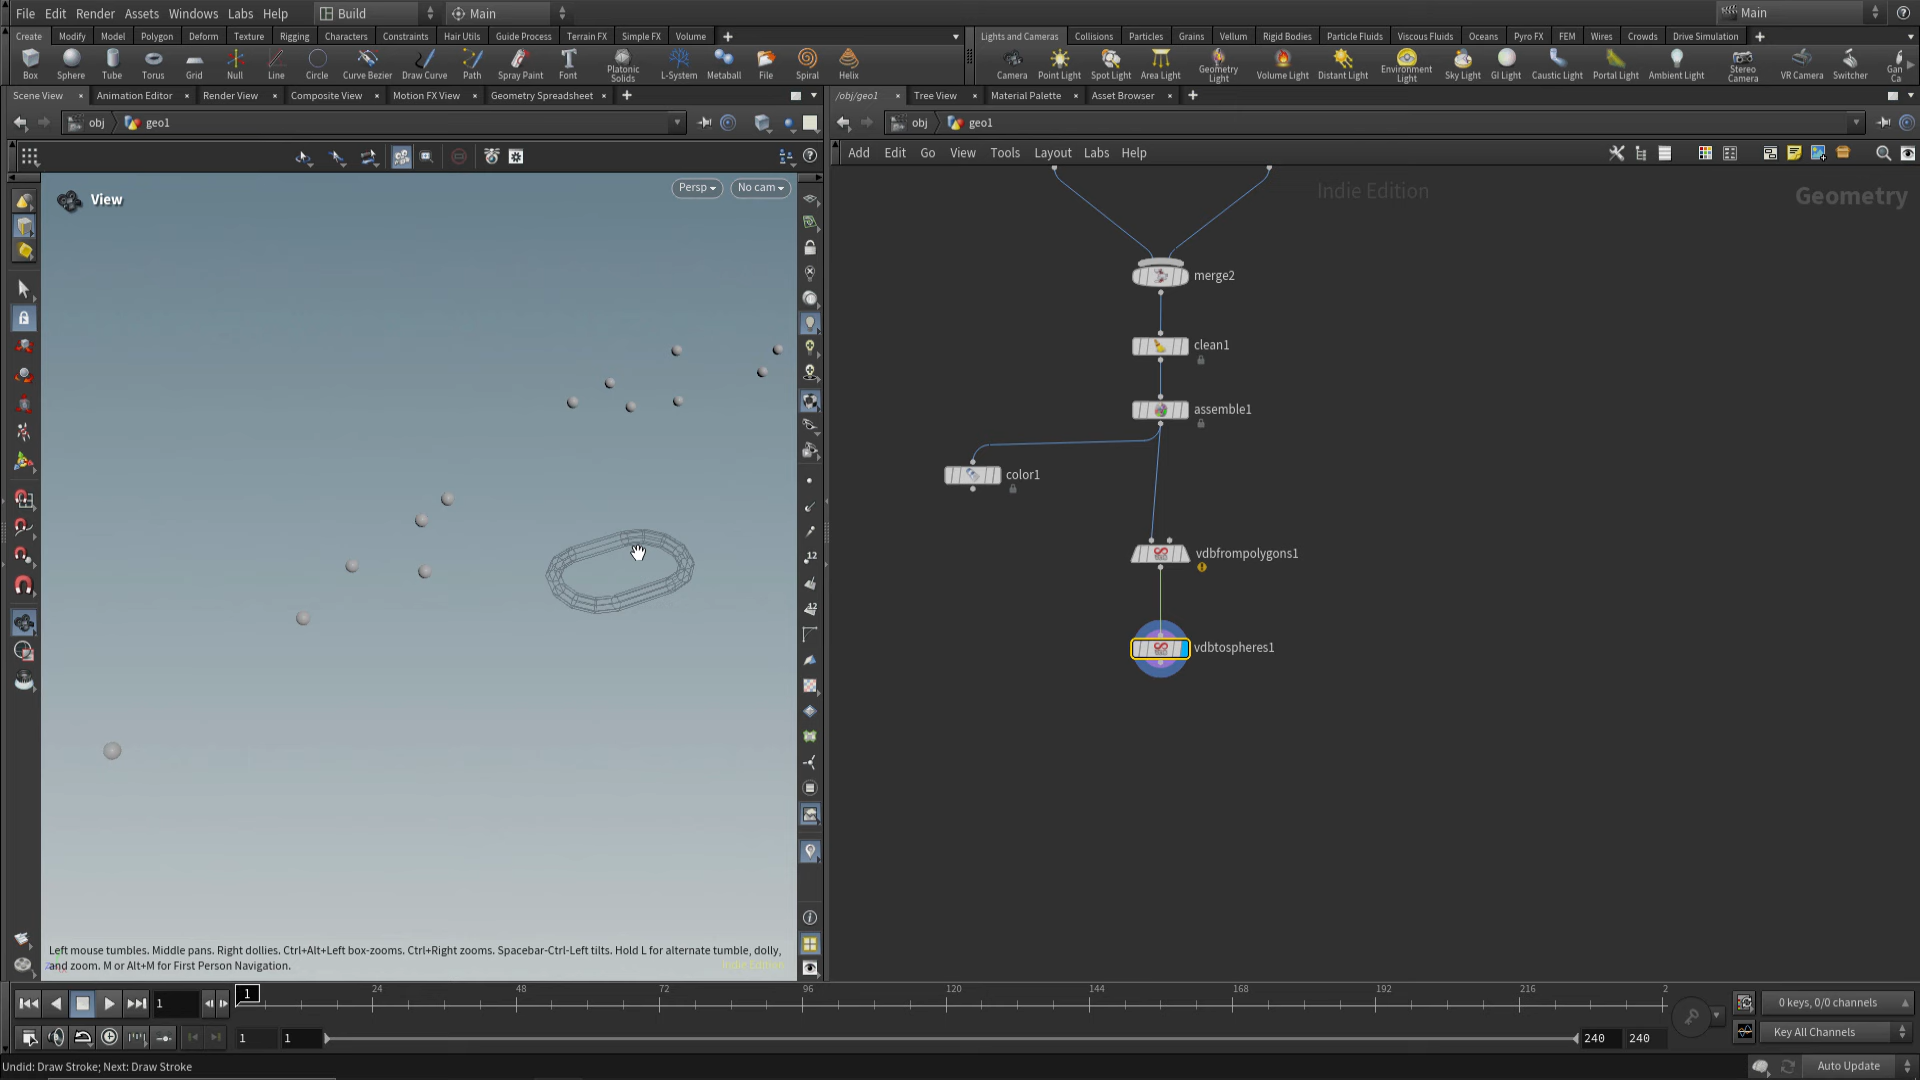 File Edit Render Assets Windows Labs Help Build Main Main
Create Modify Model Polygon Deform Texture Rigging Characters Constraints Hair Utils Guide Process Terrain FX Simple FX Volume
Lights and Cameras Collisions Particles Grains Vellum Rigid Bodies Particle Fluids Viscous Fluids Oceans Pyro FX FEM Wires Crowds Drive Simulation
Box Sphere Tube Torus Grid Null Line Circle Curve Bezier Draw Curve Path Spray Paint Font Platonic Solids L-System Metaball File Spiral Helix
Camera Point Light Spot Light Area Light Geometry Light Volume Light Distant Light Environment Light Sky Light GI Light Caustic Light Portal Light Ambient Light Stereo Camera VR Camera Switcher Gan Ca
Scene View Animation Editor Render View Composite View Motion FX View Geometry Spreadsheet
/obj/geo1 Tree View Material Palette Asset Browser
obj geo1
obj geo1
Add Edit Go View Tools Layout Labs Help
View
Persp No cam
Indie Edition
Geometry
merge2
clean1
assemble1
color1
vdbfrompolygons1
vdbtospheres1
12
12
Left mouse tumbles. Middle pans. Right dollies. Ctrl+Alt+Left box-zooms. Ctrl+Right zooms. Spacebar-Ctrl-Left tilts. Hold L for alternate tumble, dolly,
and zoom. M or Alt+M for First Person Navigation.
Indie Edition
1 1 24 48 72 96 120 144 168 192 216 2
0 keys, 0/0 channels
1 1 240 240
Key All Channels
Undid: Draw Stroke; Next: Draw Stroke
Auto Update